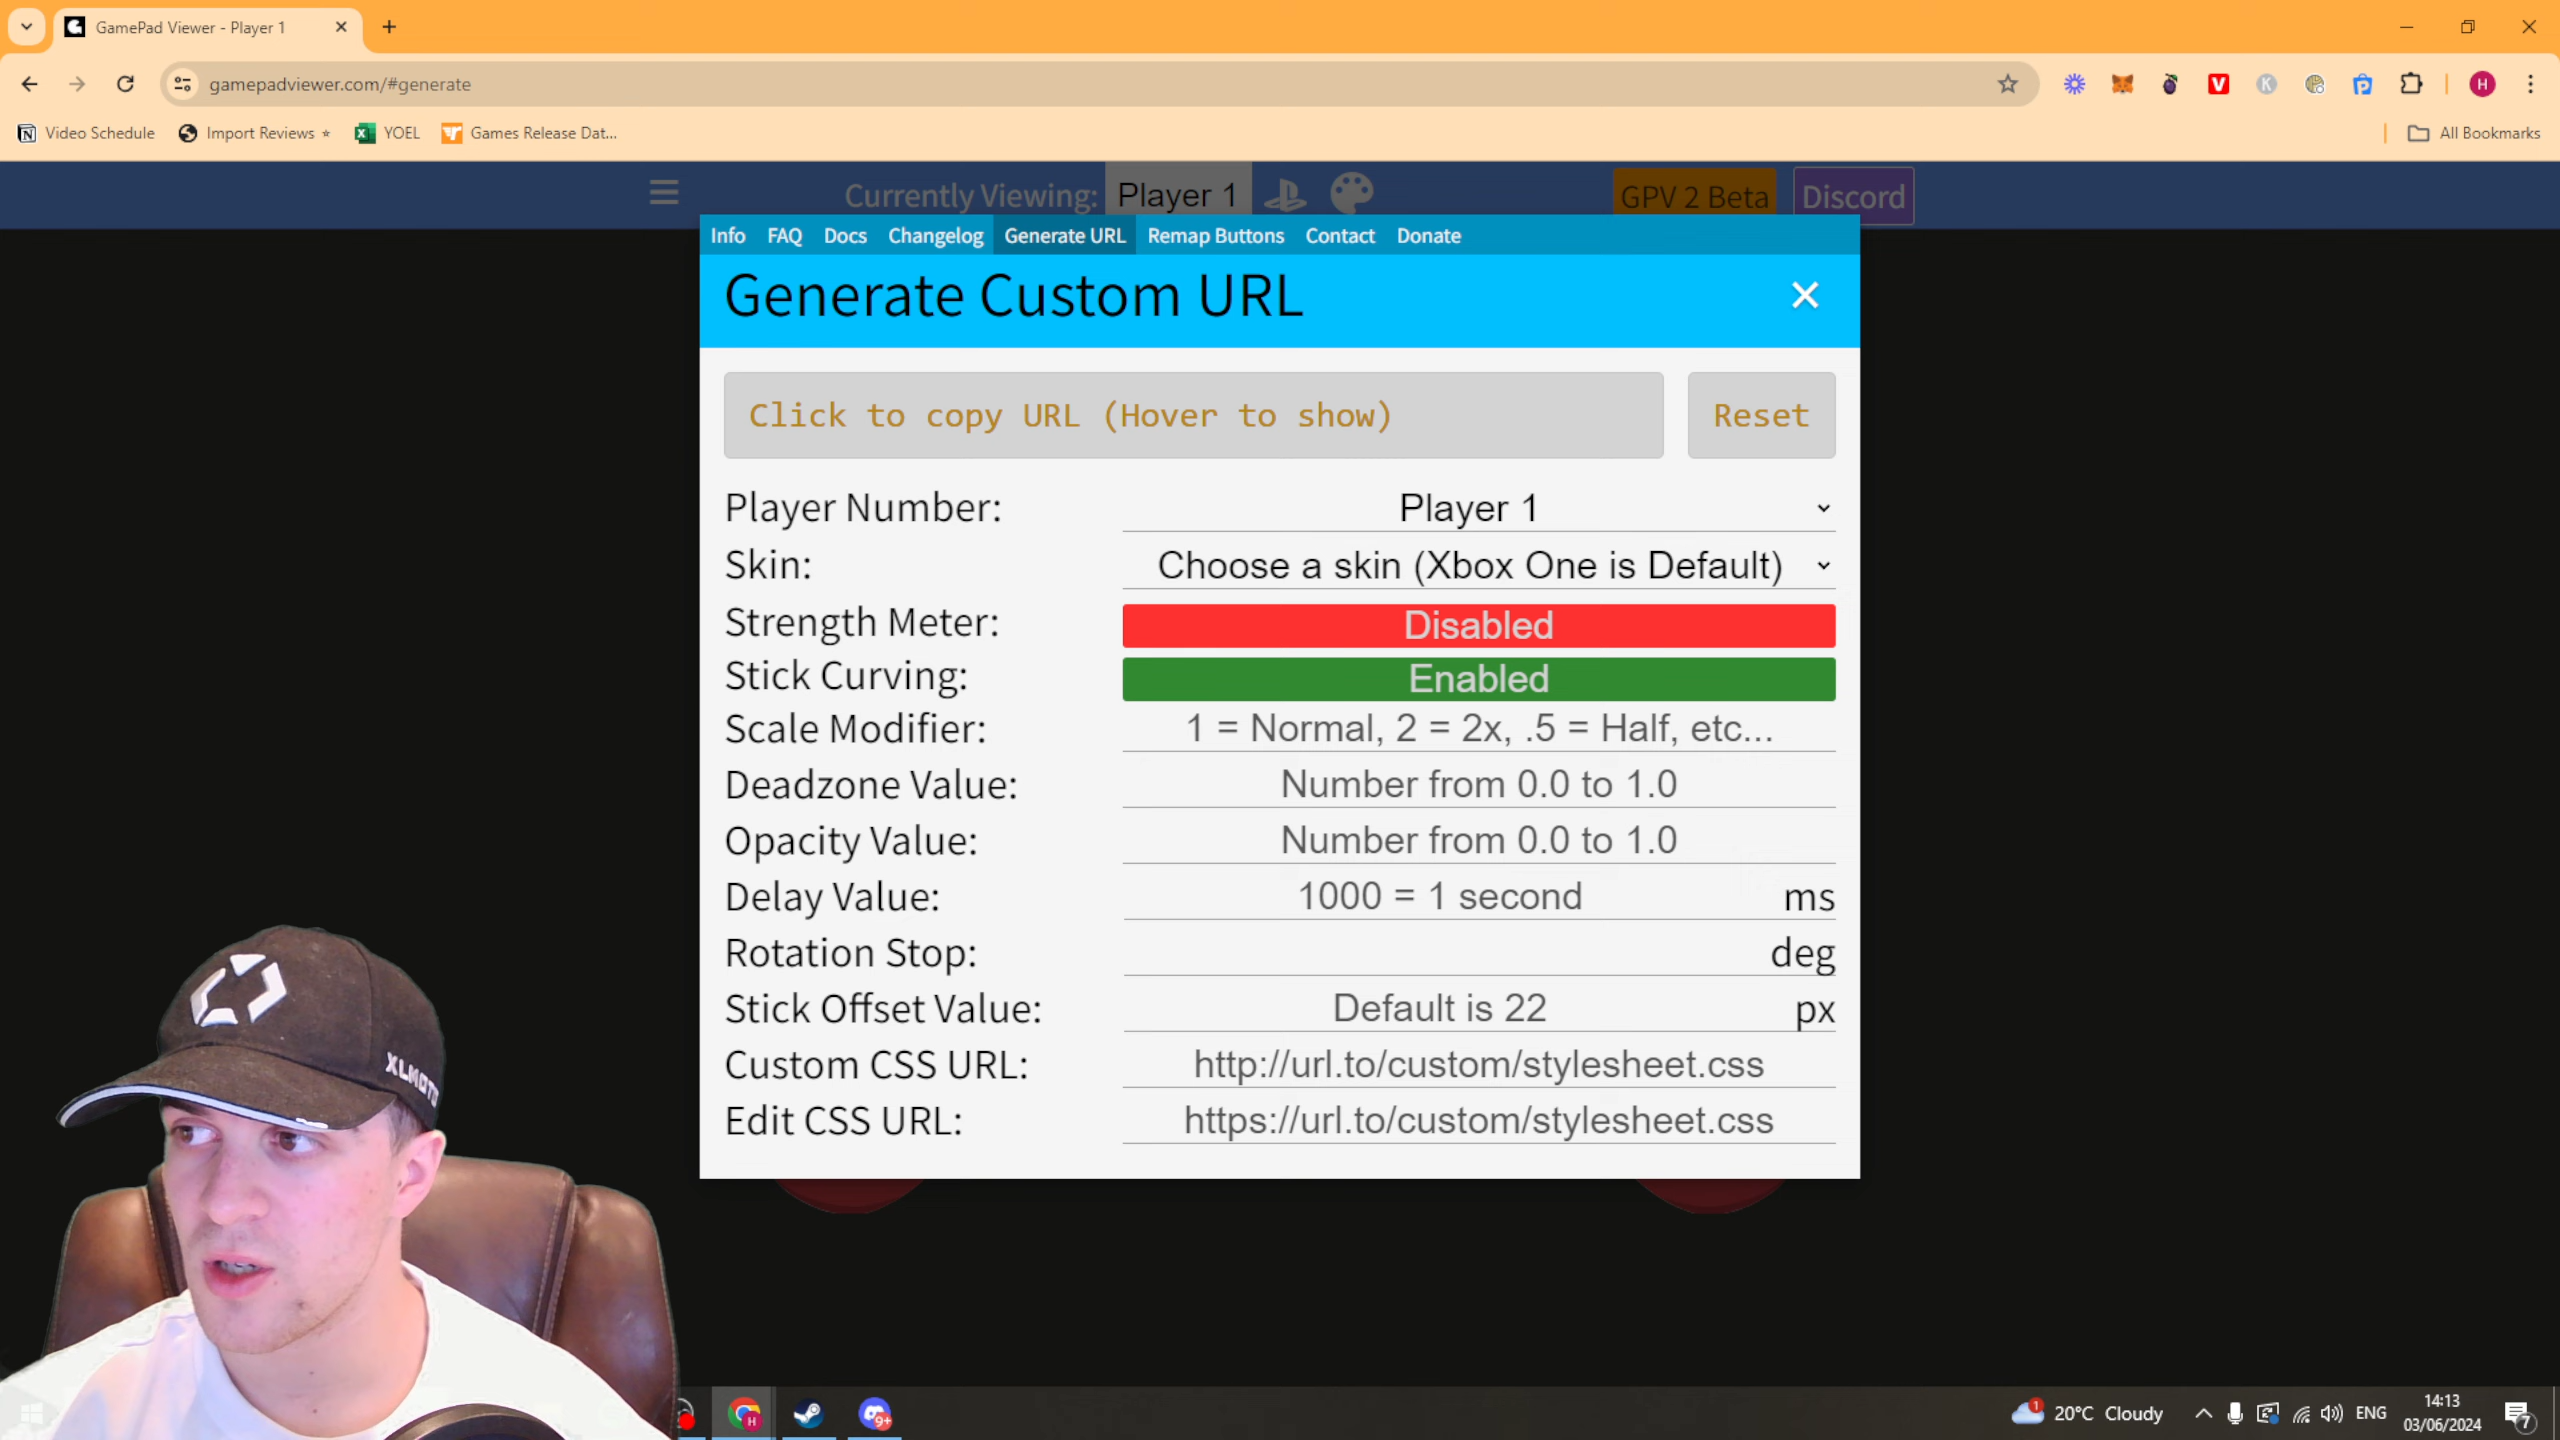 GamePad Viewer - Player 1
gamepadviewer.com/#generate
H
Video Schedule
Import Reviews ★
YOEL
Games Release Dat...
All Bookmarks
Currently Viewing: Player 1
GPV 2 Beta
Discord
Info FAQ Docs Changelog Generate URL Remap Buttons Contact Donate
Generate Custom URL
Click to copy URL (Hover to show)
Reset
Player Number: Player 1
Skin: Choose a skin (Xbox One is Default)
Strength Meter: Disabled
Stick Curving: Enabled
Scale Modifier: 1 = Normal, 2 = 2x, .5 = Half, etc...
Deadzone Value: Number from 0.0 to 1.0
Opacity Value: Number from 0.0 to 1.0
Delay Value: 1000 = 1 second ms
Rotation Stop: deg
Stick Offset Value: Default is 22 px
Custom CSS URL: http://url.to/custom/stylesheet.css
Edit CSS URL: https://url.to/custom/stylesheet.css
XLMOTO
H
9+
1
20°C Cloudy
ENG
14:13
03/06/2024
7